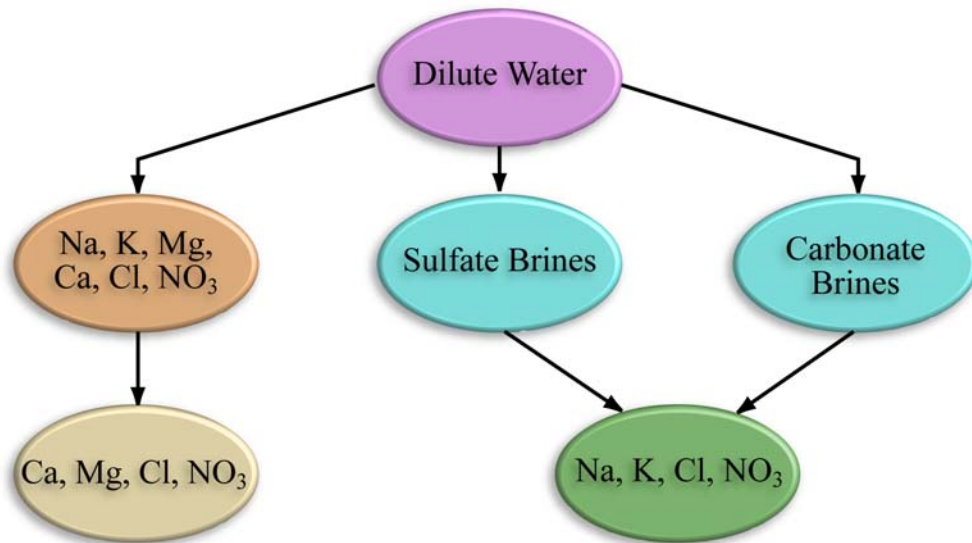 Dilute Water
Na, K, Mg,
Ca, Cl, NO₃
Sulfate Brines
Carbonate
Brines
Ca, Mg, Cl, NO₃
Na, K, Cl, NO₃